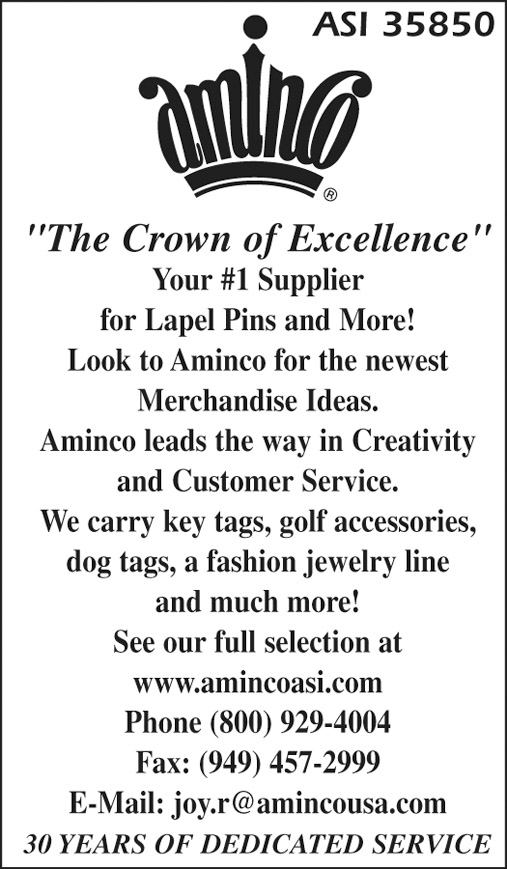 ASI 35850
aminco
®
"The Crown of Excellence"
Your #1 Supplier
for Lapel Pins and More!
Look to Aminco for the newest
Merchandise Ideas.
Aminco leads the way in Creativity
and Customer Service.
We carry key tags, golf accessories,
dog tags, a fashion jewelry line
and much more!
See our full selection at
www.amincoasi.com
Phone (800) 929-4004
Fax: (949) 457-2999
E-Mail: joy.r@amincousa.com
30 YEARS OF DEDICATED SERVICE